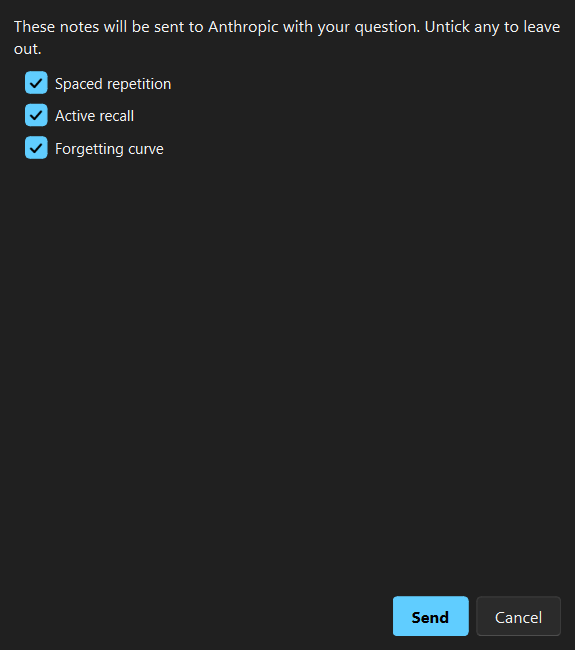 These notes will be sent to Anthropic with your question. Untick any to leave
out.
Spaced repetition
Active recall
Forgetting curve
Send
Cancel